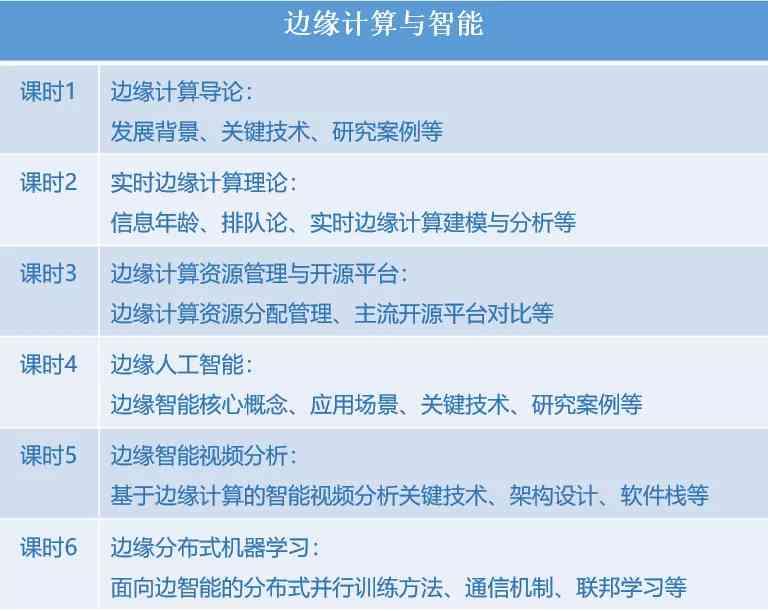 边缘计算与智能
课时1
边缘计算导论：
发展背景、关键技术、研究案例等
课时2
实时边缘计算理论：
信息年龄、排队论、实时边缘计算建模与分析等
课时3
边缘计算资源管理与开源平台：
边缘计算资源分配管理、主流开源平台对比等
课时4
边缘人工智能：
边缘智能核心概念、应用场景、关键技术、研究案例等
课时5
边缘智能视频分析：
基于边缘计算的智能视频分析关键技术、架构设计、软件栈等
课时6
边缘分布式机器学习：
面向边智能的分布式并行训练方法、通信机制、联邦学习等